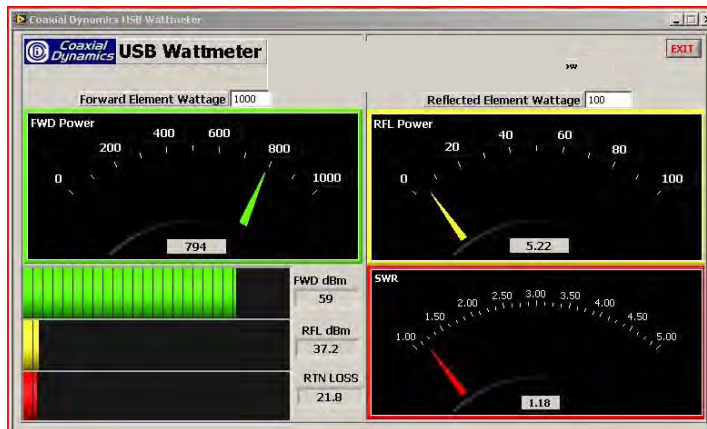 Coaxial Dynamics USB Wattmeter
Coaxial
Dynamics USB Wattmeter
EXIT
Forward Element Wattage 1000
Reflected Element Wattage 100
FWD Power
0 200 400 600 800 1000
794
RFL Power
0 20 40 60 80 100
5.22
FWD dBm
59
RFL dBm
37.2
RTN LOSS
21.8
SWR
1.00 1.50 2.00 2.50 3.00 3.50 4.00 4.50 5.00
1.18